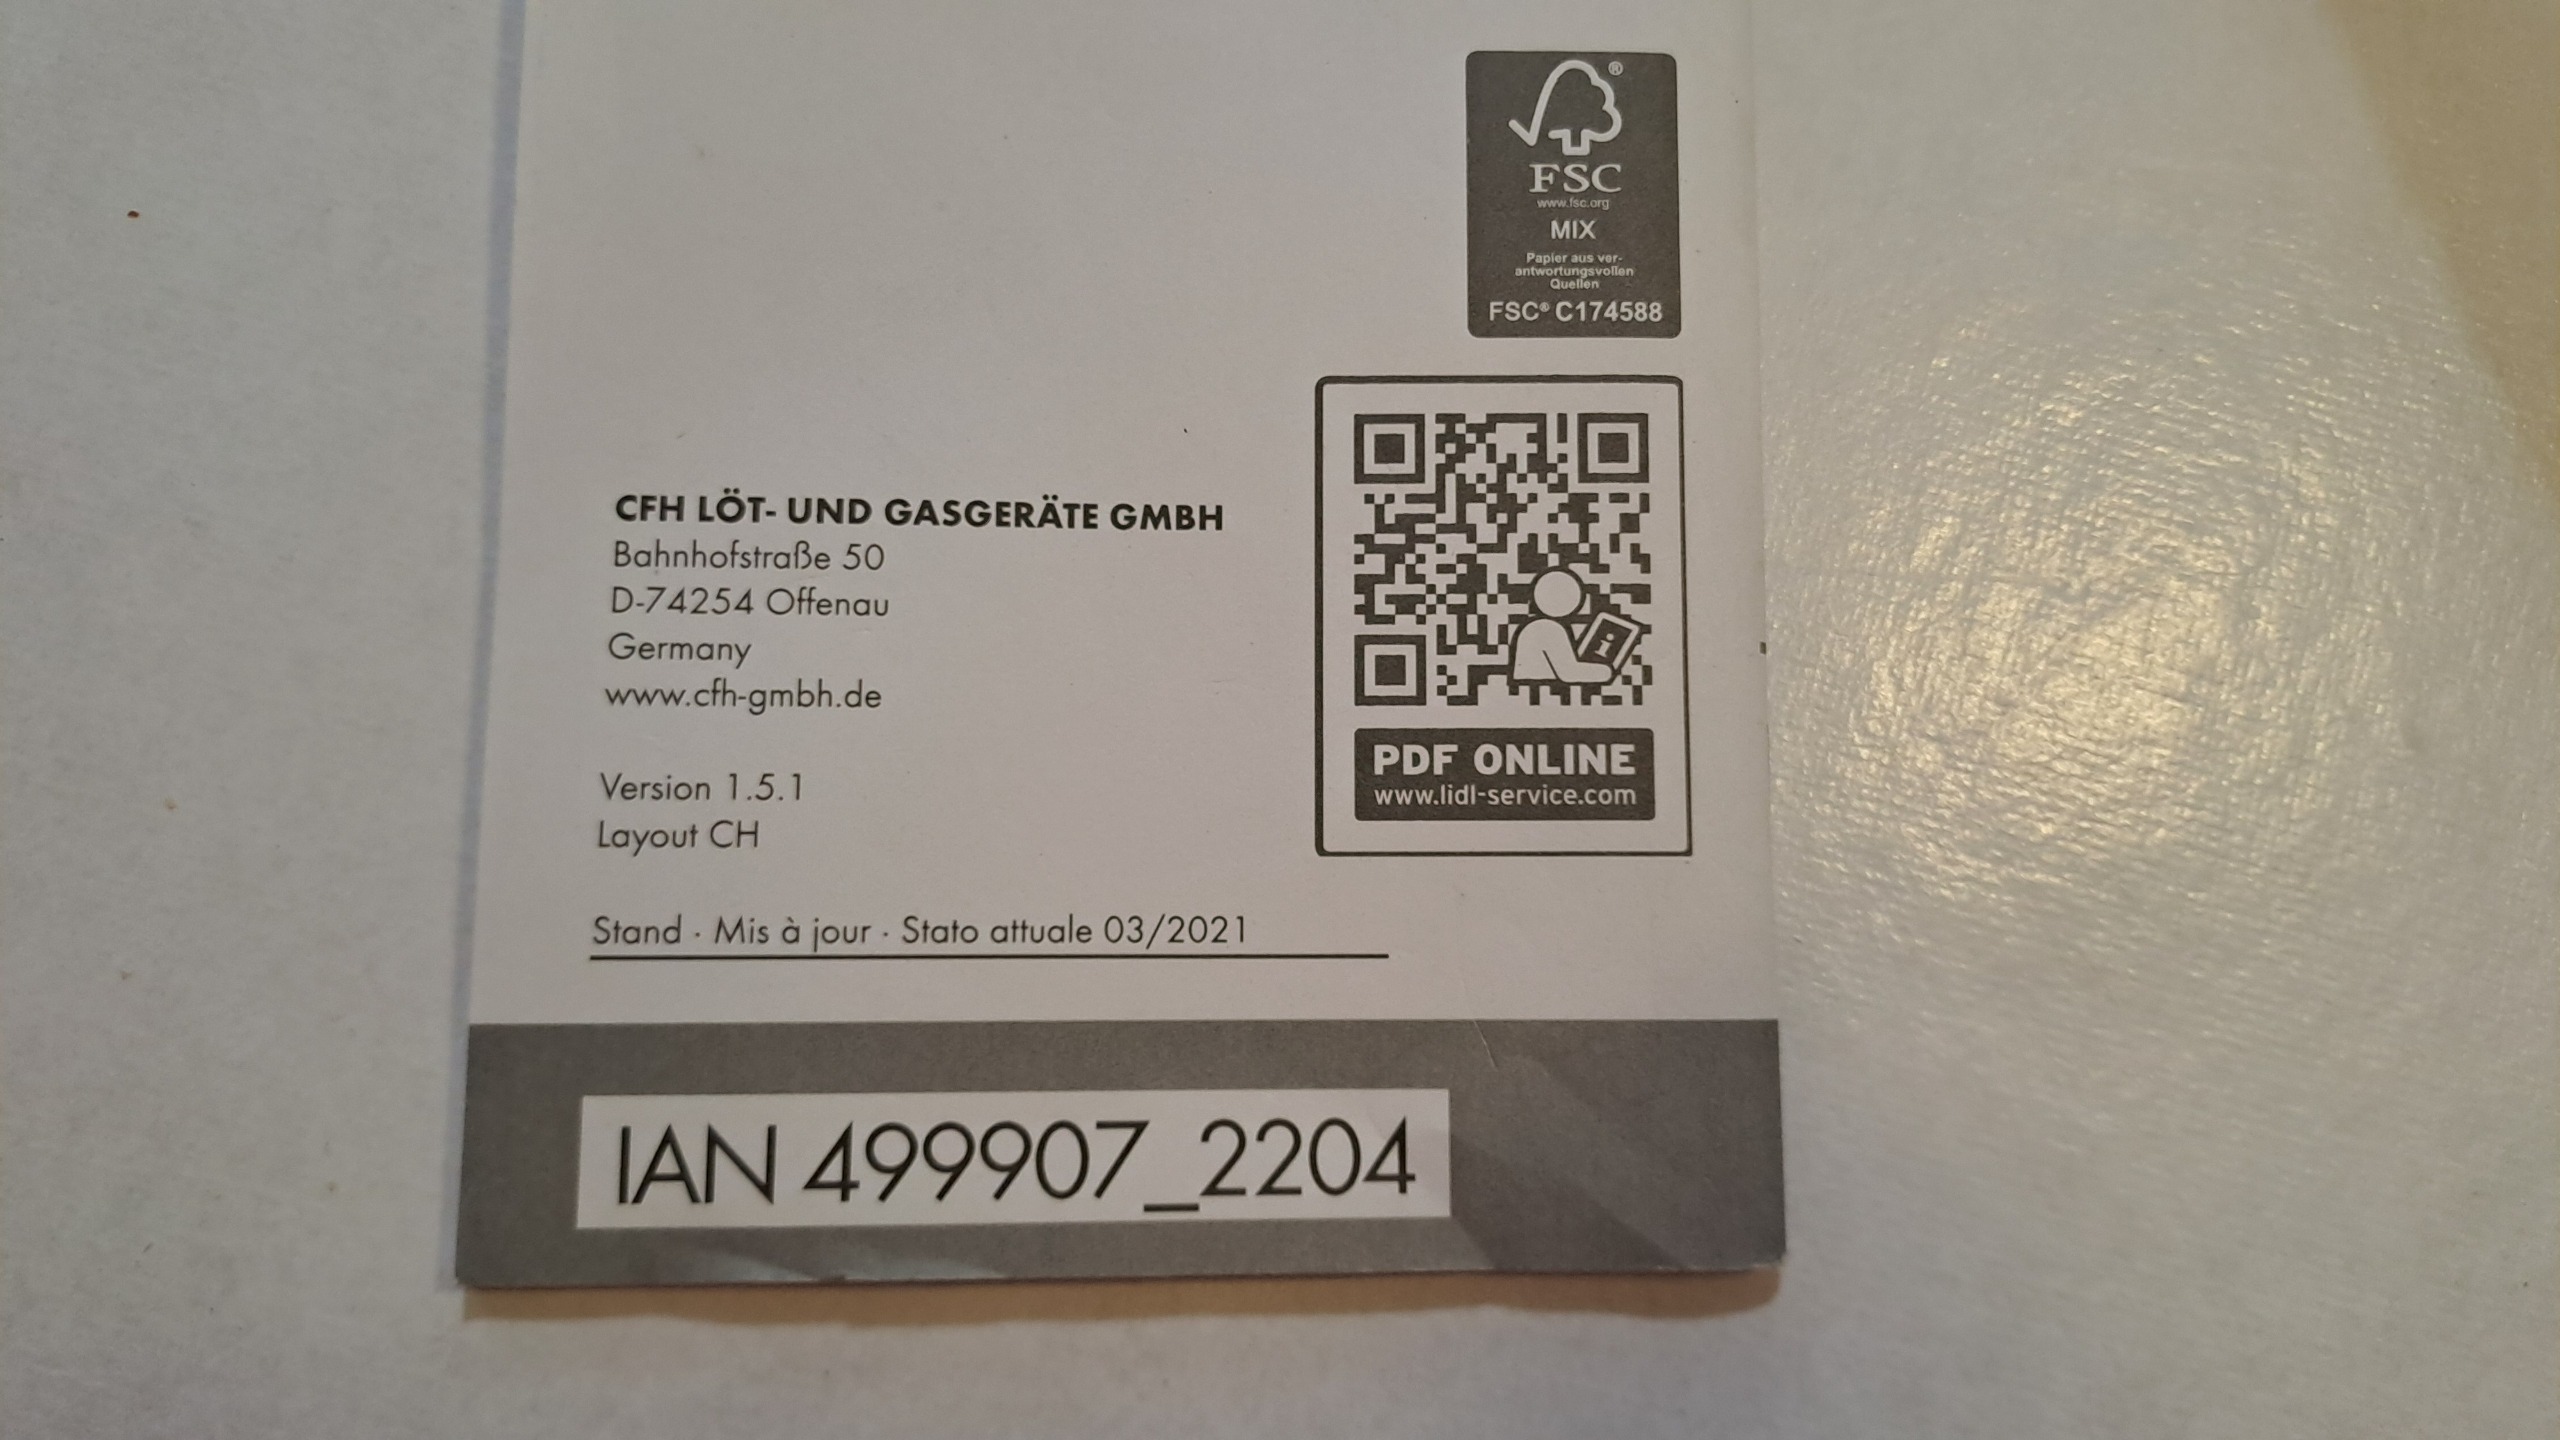 ®
FSC
www.fsc.org
MIX
Papier aus ver-
antwortungsvollen
Quellen
FSC® C174588
CFH LÖT- UND GASGERÄTE GMBH
Bahnhofstraße 50
D-74254 Offenau
Germany
www.cfh-gmbh.de
Version 1.5.1
Layout CH
i
PDF ONLINE
www.lidl-service.com
Stand · Mis à jour · Stato attuale 03/2021
IAN 499907_2204